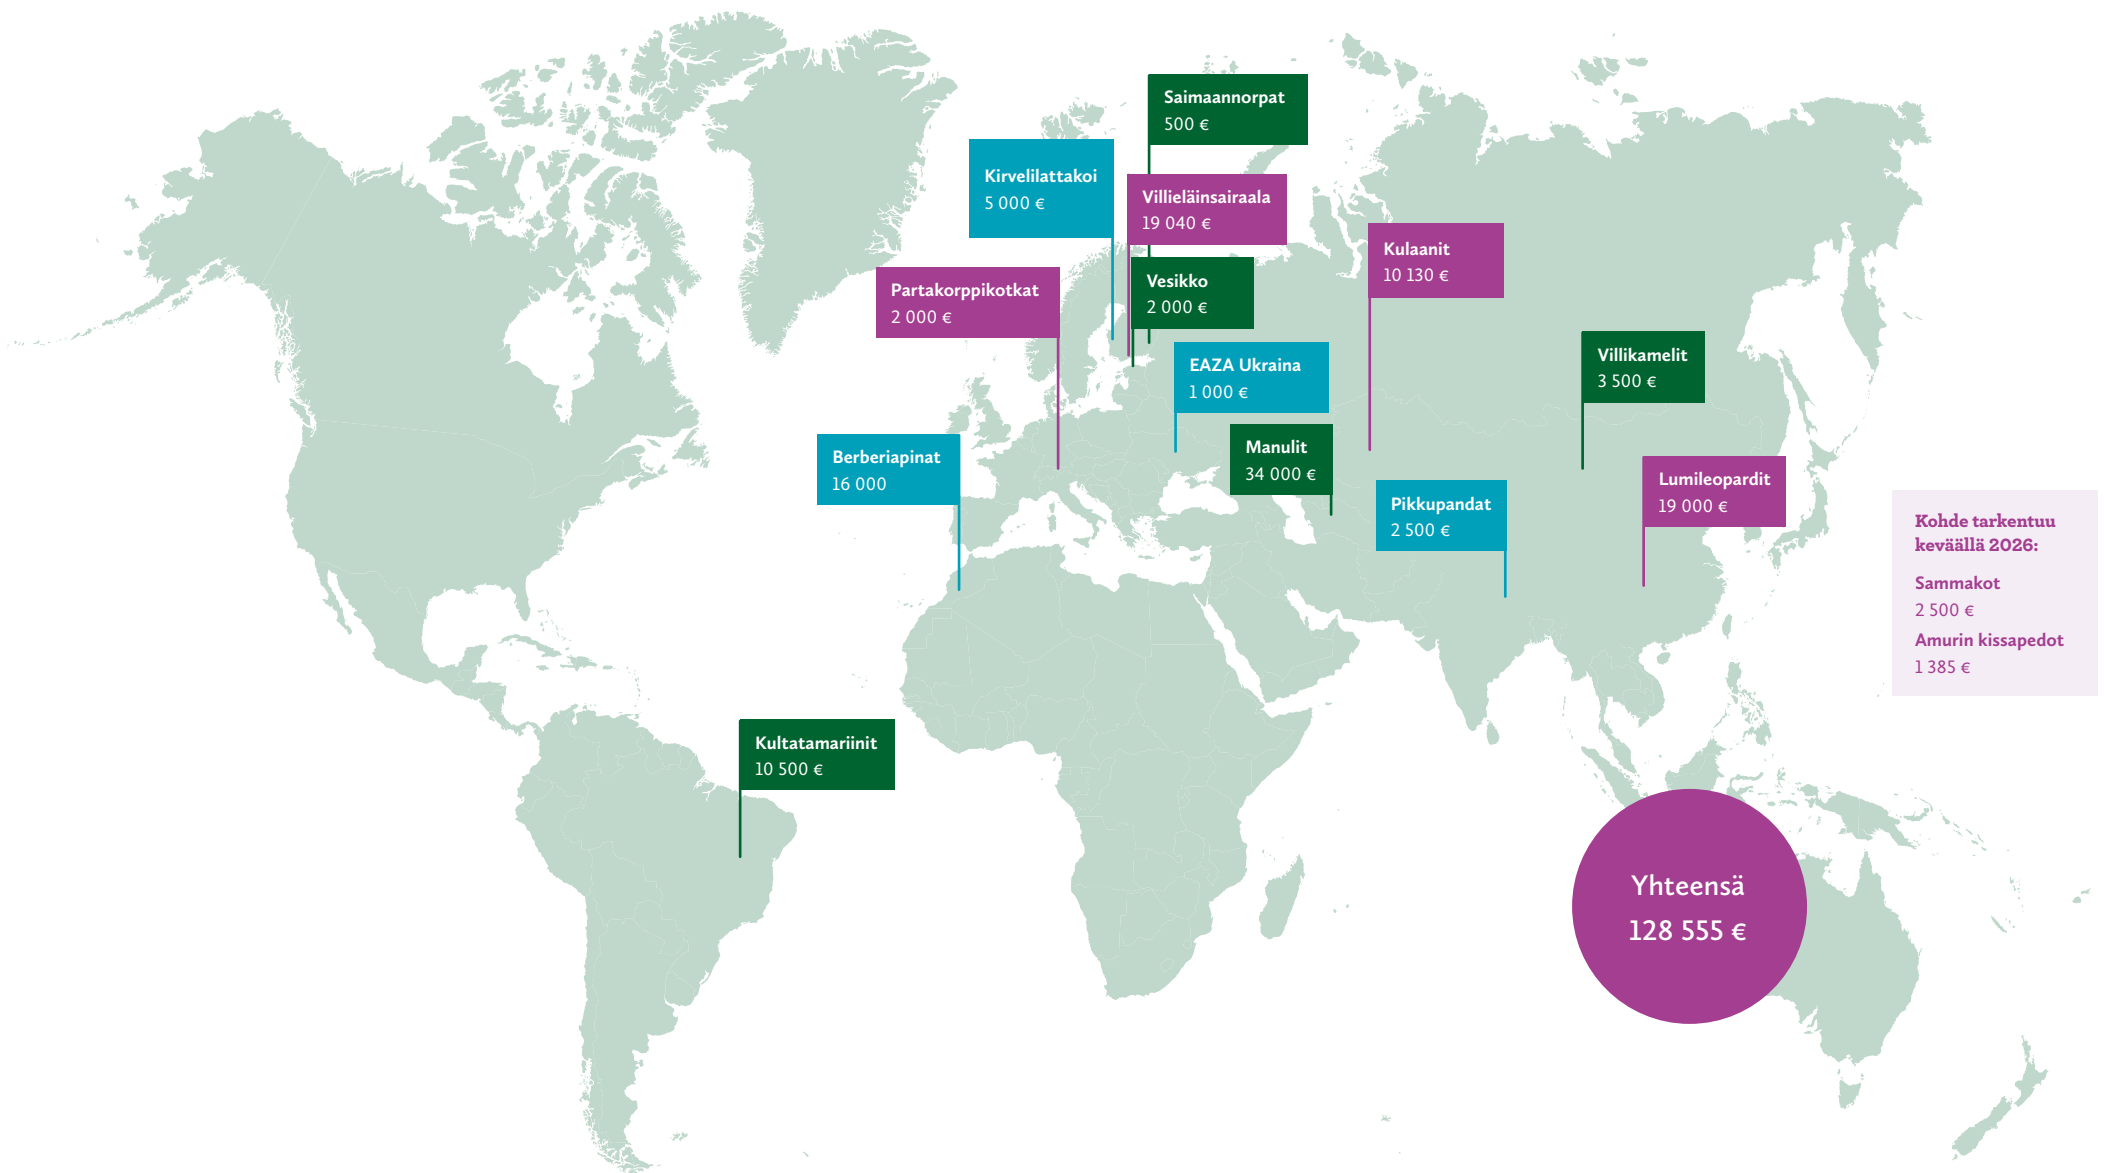 Saimaannorpat
500 €
Kirvelilattakoi
5 000 €
Villieläinsairaala
19 040 €
Kulaanit
10 130 €
Partakorppikotkat
2 000 €
Vesikko
2 000 €
EAZA Ukraina
1 000 €
Villikamelit
3 500 €
Berberiapinat
16 000
Manulit
34 000 €
Pikkupandat
2 500 €
Lumileopardit
19 000 €
Kohde tarkentuu
keväällä 2026:
Sammakot
2 500 €
Amurin kissapedot
1 385 €
Kultatamariinit
10 500 €
Yhteensä
128 555 €